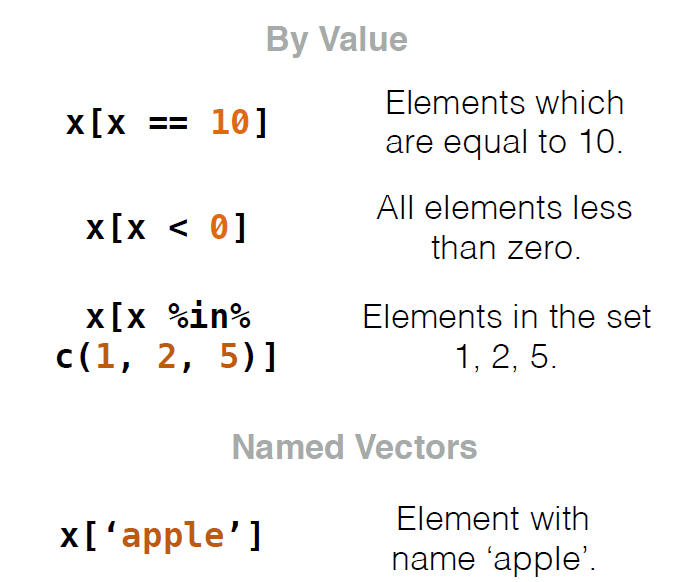 By Value
x[x == 10]
Elements which
are equal to 10.
x[x < 0]
All elements less
than zero.
x[x %in%
c(1, 2, 5)]
Elements in the set
1, 2, 5.
Named Vectors
x[‘apple’]
Element with
name ‘apple’.